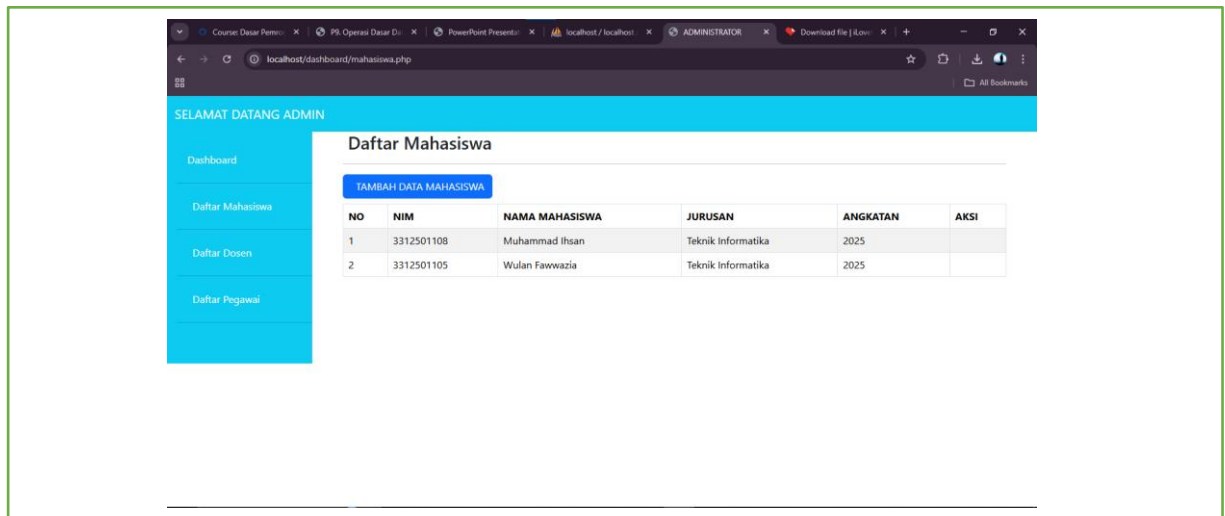 Course: Dasar Pemro
P9. Operasi Dasar Da
PowerPoint Presentat
localhost / localhost
ADMINISTRATOR
Download file | iLove
localhost/dashboard/mahasiswa.php
All Bookmarks
SELAMAT DATANG ADMIN
Dashboard
Daftar Mahasiswa
Daftar Dosen
Daftar Pegawai
Daftar Mahasiswa
TAMBAH DATA MAHASISWA
NO NIM NAMA MAHASISWA JURUSAN ANGKATAN AKSI
1 3312501108 Muhammad Ihsan Teknik Informatika 2025
2 3312501105 Wulan Fawwazia Teknik Informatika 2025